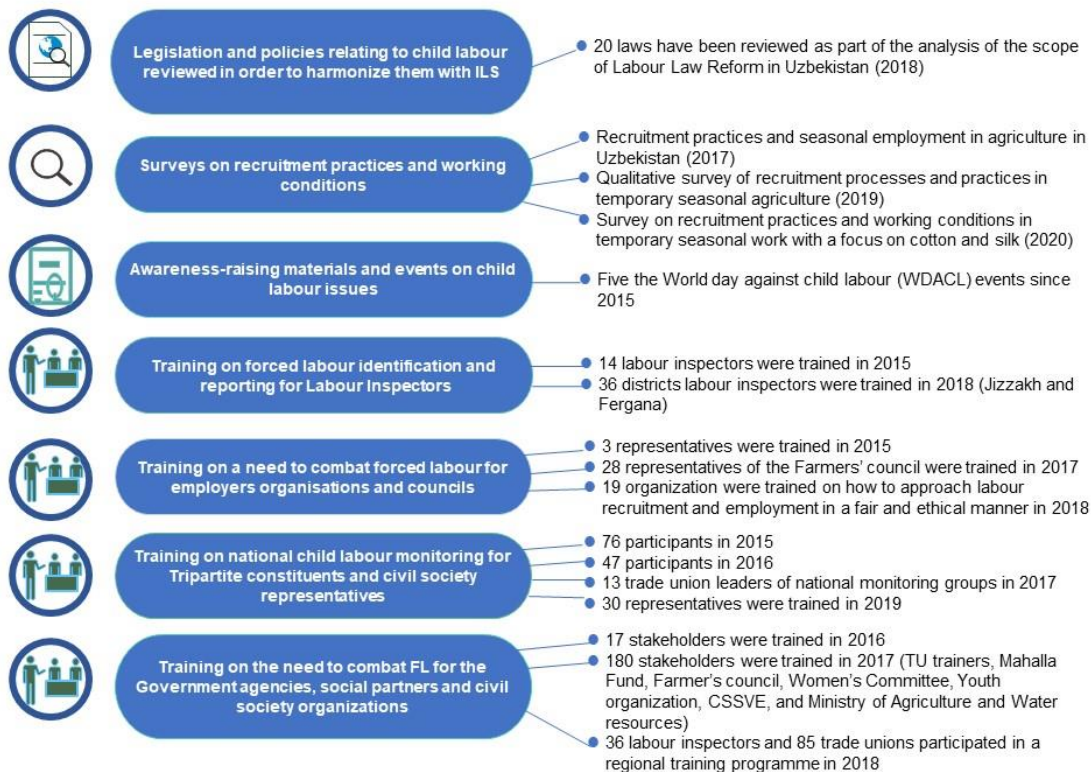 Legislation and policies relating to child labour
reviewed in order to harmonize them with ILS
20 laws have been reviewed as part of the analysis of the scope
of Labour Law Reform in Uzbekistan (2018)
Surveys on recruitment practices and working
conditions
Recruitment practices and seasonal employment in agriculture in
Uzbekistan (2017)
Qualitative survey of recruitment processes and practices in
temporary seasonal agriculture (2019)
Survey on recruitment practices and working conditions in
temporary seasonal work with a focus on cotton and silk (2020)
Awareness-raising materials and events on child
labour issues
Five the World day against child labour (WDACL) events since
2015
Training on forced labour identification and
reporting for Labour Inspectors
14 labour inspectors were trained in 2015
36 districts labour inspectors were trained in 2018 (Jizzakh and
Fergana)
Training on a need to combat forced labour for
employers organisations and councils
3 representatives were trained in 2015
28 representatives of the Farmers' council were trained in 2017
19 organization were trained on how to approach labour
recruitment and employment in a fair and ethical manner in 2018
Training on national child labour monitoring for
Tripartite constituents and civil society
representatives
76 participants in 2015
47 participants in 2016
13 trade union leaders of national monitoring groups in 2017
30 representatives were trained in 2019
Training on the need to combat FL for the
Government agencies, social partners and civil
society organizations
17 stakeholders were trained in 2016
180 stakeholders were trained in 2017 (TU trainers, Mahalla
Fund, Farmer's council, Women's Committee, Youth
organization, CSSVE, and Ministry of Agriculture and Water
resources)
36 labour inspectors and 85 trade unions participated in a
regional training programme in 2018